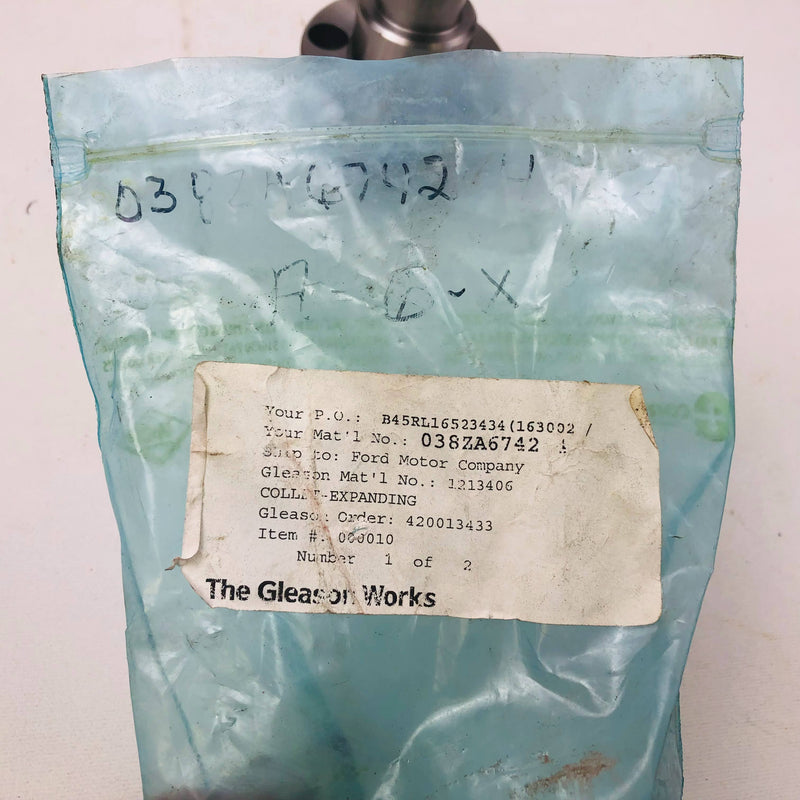 038ZA6742
A - D - X
Your P.O.: B45RL16523434(163002 /
Your Mat'l No.: 038ZA6742
Ship to: Ford Motor Company
Gleason Mat'l No.: 1213406
COLLET-EXPANDING
Gleason Order: 420013433
Item #: 000010
Number 1 of 2
The Gleason Works